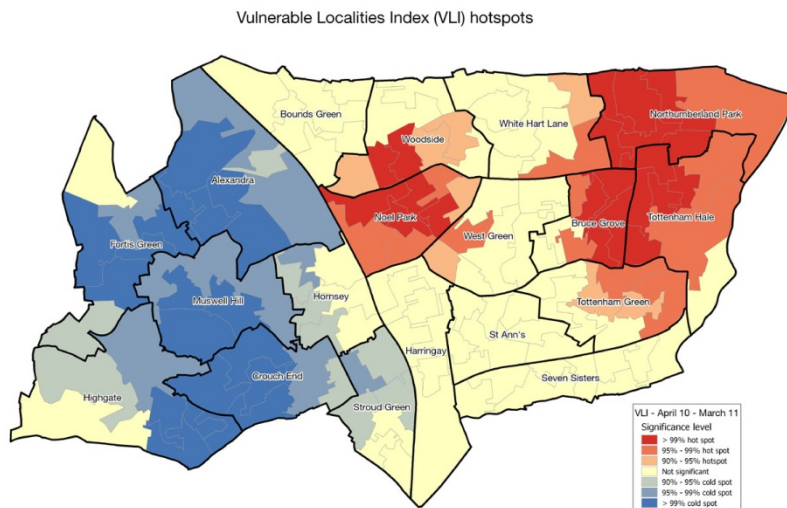 Vulnerable Localities Index (VLI) hotspots
Bounds Green
White Hart Lane
Northumberland Park
Woodside
Alexandra
Noel Park
Bruce Grove
Tottenham Hale
West Green
Fortis Green
Muswell Hill
Hornsey
Tottenham Green
St Ann's
Harringay
Crouch End
Seven Sisters
Highgate
Stroud Green
VLI - April 10 - March 11
Significance level
> 99% hot spot
95% - 99% hot spot
90% - 95% hotspot
Not significant
90% - 95% cold spot
95% - 99% cold spot
> 99% cold spot